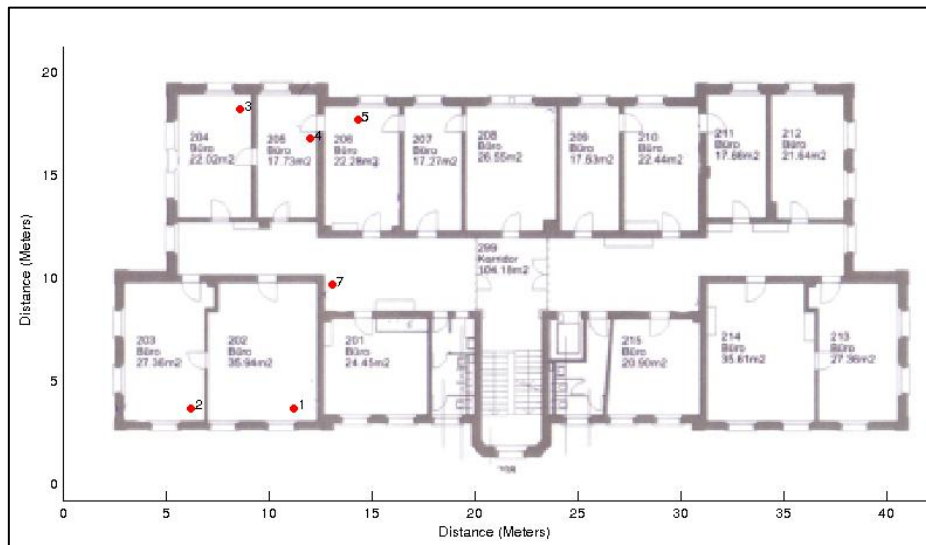 20
15
10
5
0
0
5
10
15
20
25
30
35
40
Distance (Meters)
Distance (Meters)
3
4
5
7
2
1
204
Büro
22.02m2
205
Büro
17.73m2
206
Büro
22.28m2
207
Büro
17.27m2
208
Büro
26.55m2
209
Büro
17.63m2
210
Büro
22.44m2
211
Büro
17.66m2
212
Büro
21.64m2
299
Korridor
104.16m2
203
Büro
27.36m2
202
Büro
35.94m2
201
Büro
24.45m2
215
Büro
20.90m2
214
Büro
35.61m2
213
Büro
27.36m2